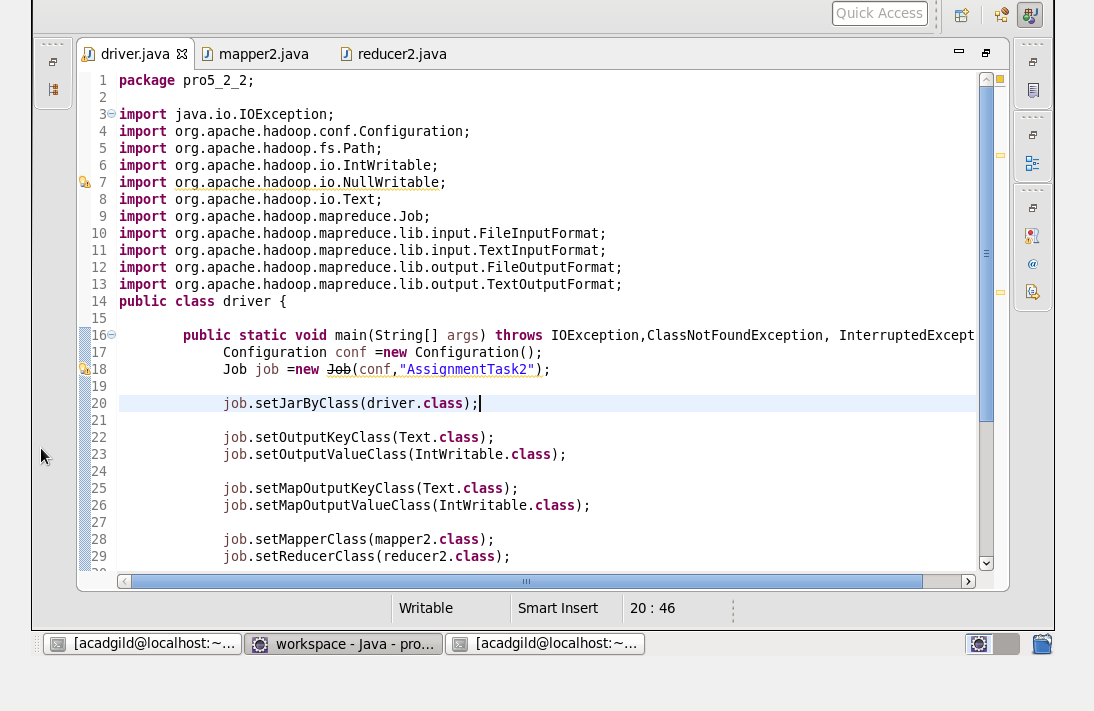 Quick Access
driver.java
mapper2.java
reducer2.java
1 package pro5_2_2;
2
3 import java.io.IOException;
4 import org.apache.hadoop.conf.Configuration;
5 import org.apache.hadoop.fs.Path;
6 import org.apache.hadoop.io.IntWritable;
7 import org.apache.hadoop.io.NullWritable;
8 import org.apache.hadoop.io.Text;
9 import org.apache.hadoop.mapreduce.Job;
10 import org.apache.hadoop.mapreduce.lib.input.FileInputFormat;
11 import org.apache.hadoop.mapreduce.lib.input.TextInputFormat;
12 import org.apache.hadoop.mapreduce.lib.output.FileOutputFormat;
13 import org.apache.hadoop.mapreduce.lib.output.TextOutputFormat;
14 public class driver {
15
16 public static void main(String[] args) throws IOException,ClassNotFoundException, InterruptedExcept
17 Configuration conf =new Configuration();
18 Job job =new Job(conf,"AssignmentTask2");
19
20 job.setJarByClass(driver.class);
21
22 job.setOutputKeyClass(Text.class);
23 job.setOutputValueClass(IntWritable.class);
24
25 job.setMapOutputKeyClass(Text.class);
26 job.setMapOutputValueClass(IntWritable.class);
27
28 job.setMapperClass(mapper2.class);
29 job.setReducerClass(reducer2.class);
Writable
Smart Insert
20 : 46
[acadgild@localhost:~...
workspace - Java - pro...
[acadgild@localhost:~...